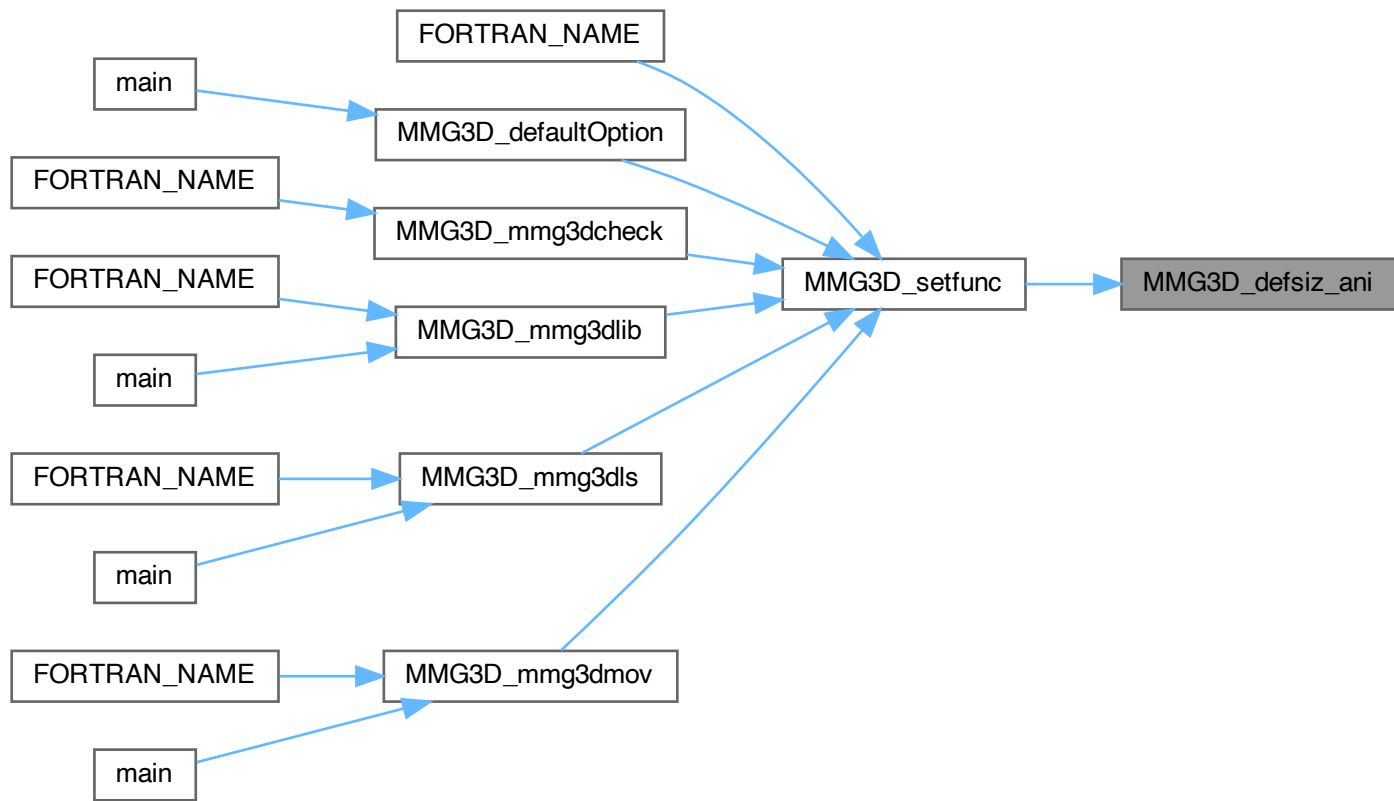 FORTRAN_NAME
main
MMG3D_defaultOption
FORTRAN_NAME
MMG3D_mmg3dcheck
FORTRAN_NAME
MMG3D_setfunc
MMG3D_defsiz_ani
MMG3D_mmg3dlib
main
FORTRAN_NAME
MMG3D_mmg3dls
main
FORTRAN_NAME
MMG3D_mmg3dmov
main